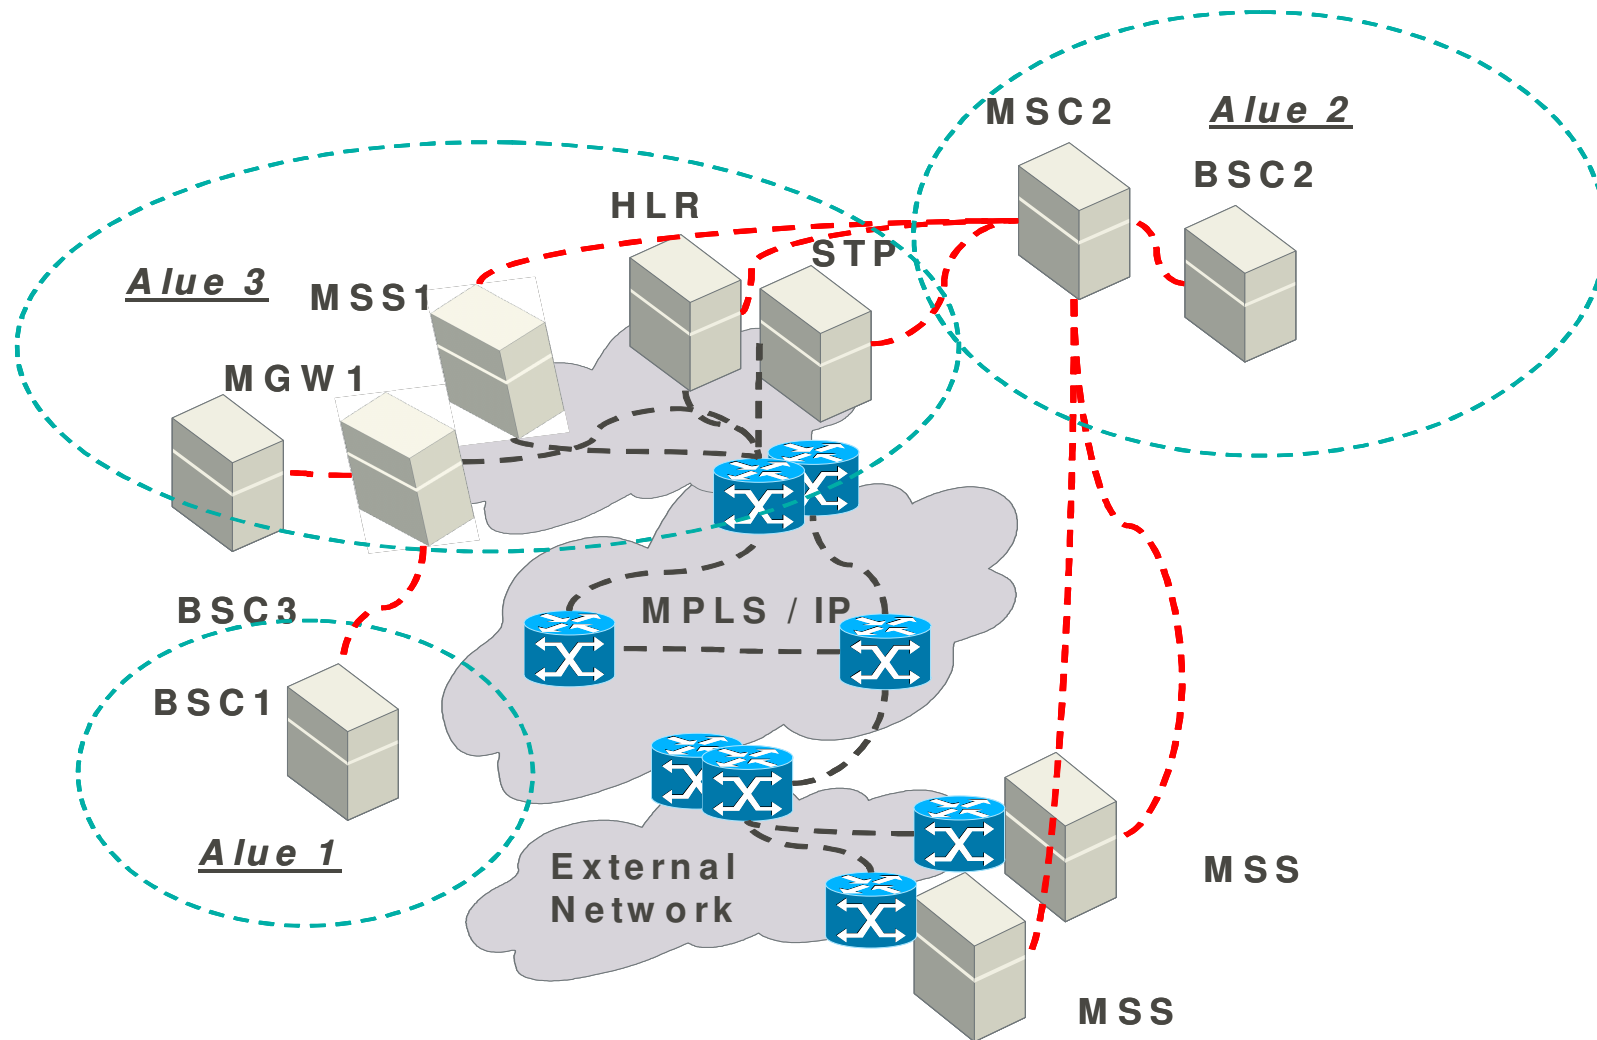 MSC2
Alue 2
BSC2
HLR
STP
Alue 3
MSS1
MGW1
BSC3
MPLS / IP
BSC1
Alue 1
External
Network
MSS
MSS